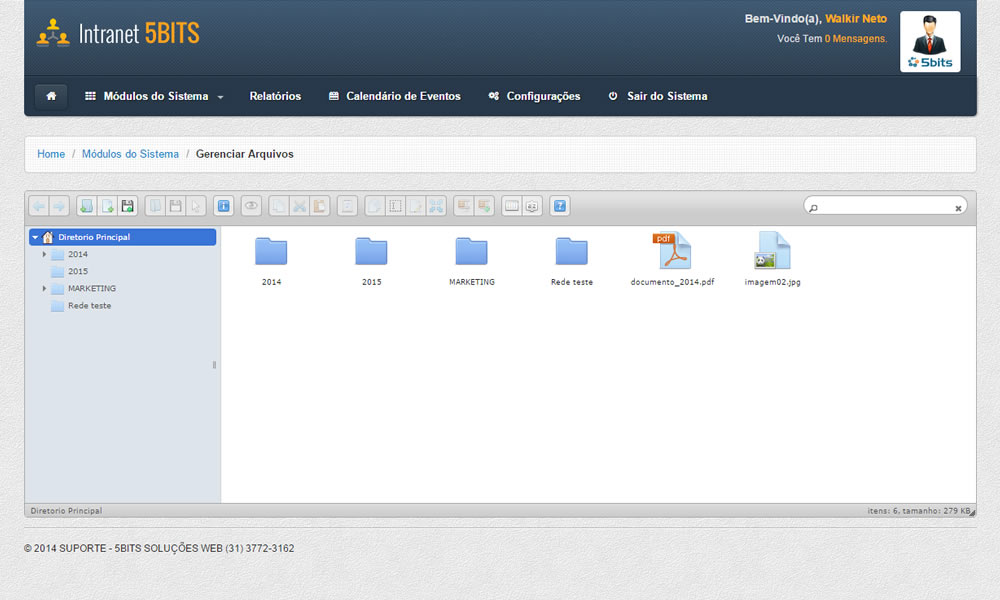 Intranet 5BITS
Bem-Vindo(a), Walkir Neto
Você Tem 0 Mensagens.
5bits
Módulos do Sistema
Relatórios
Calendário de Eventos
Configurações
Sair do Sistema
Home / Módulos do Sistema / Gerenciar Arquivos
Diretorio Principal
2014
2015
MARKETING
Rede teste
pdf
2014
2015
MARKETING
Rede teste
documento_2014.pdf
imagem02.jpg
Diretorio Principal
itens: 6, tamanho: 279 KB
© 2014 SUPORTE - 5BITS SOLUÇÕES WEB (31) 3772-3162